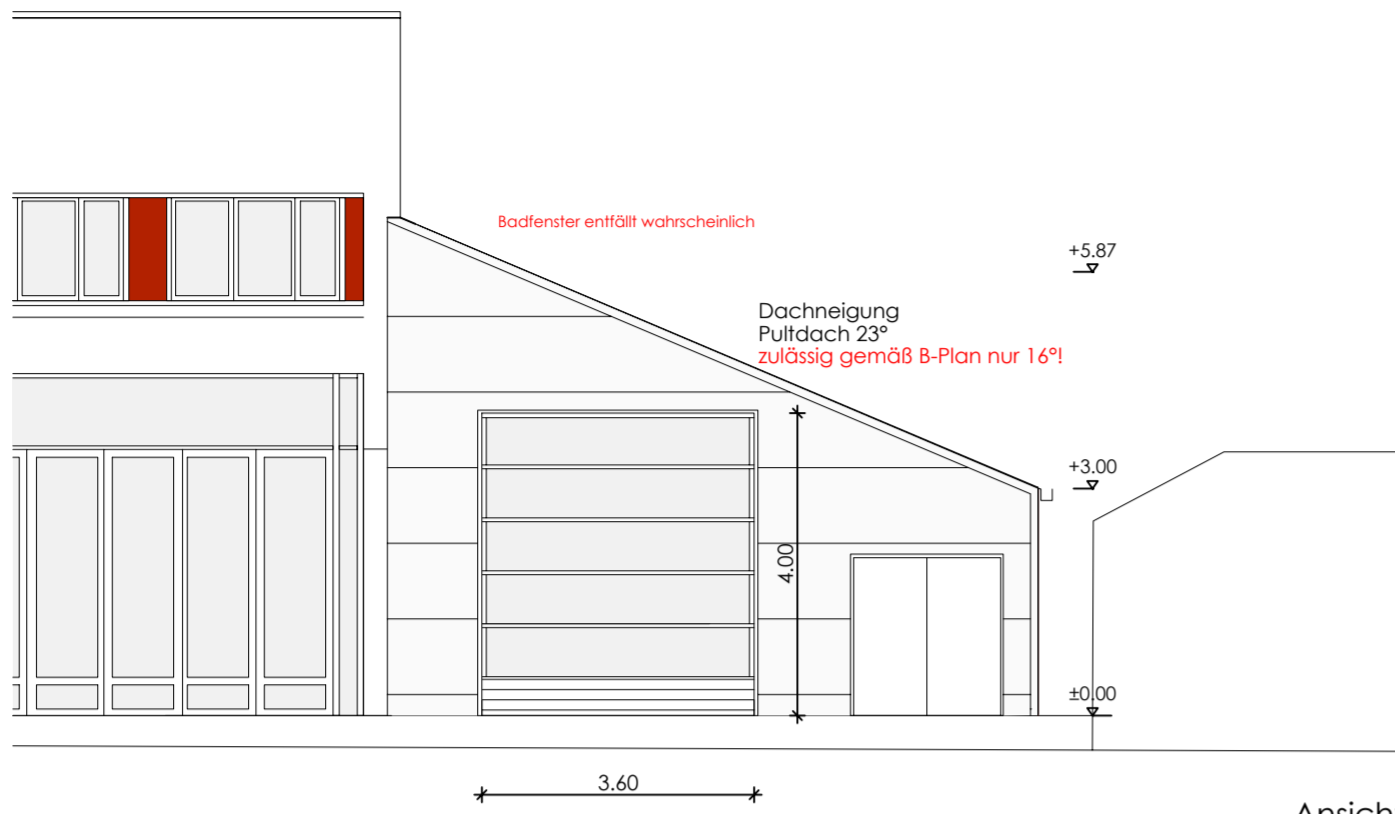 Badfenster entfällt wahrscheinlich
+5.87
Dachneigung
Pultdach 23°
zulässig gemäß B-Plan nur 16°!
+3.00
4.00
±0.00
3.60